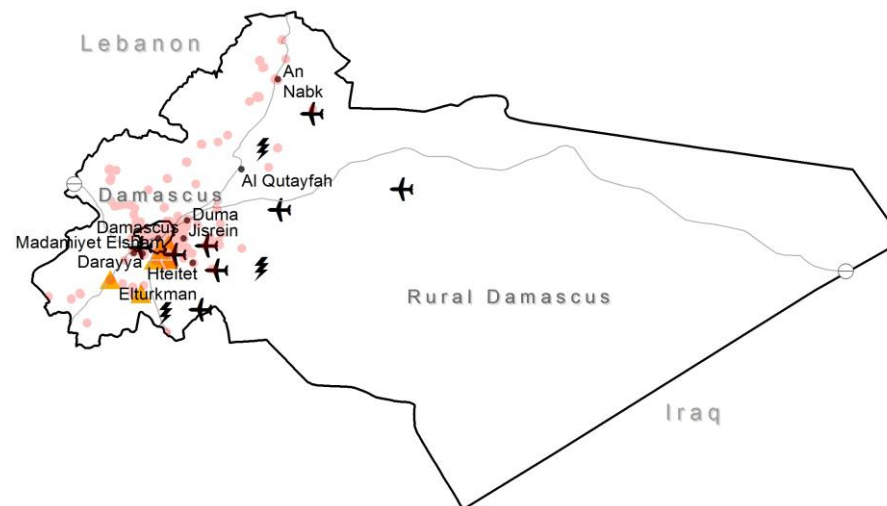 Lebanon
An
Nabk
Al Qutayfah
Damascus
Duma
Damascus
Jisrein
Madamiyet Elsham
Darayya
Hteitet
Elturkman
Rural Damascus
Iraq